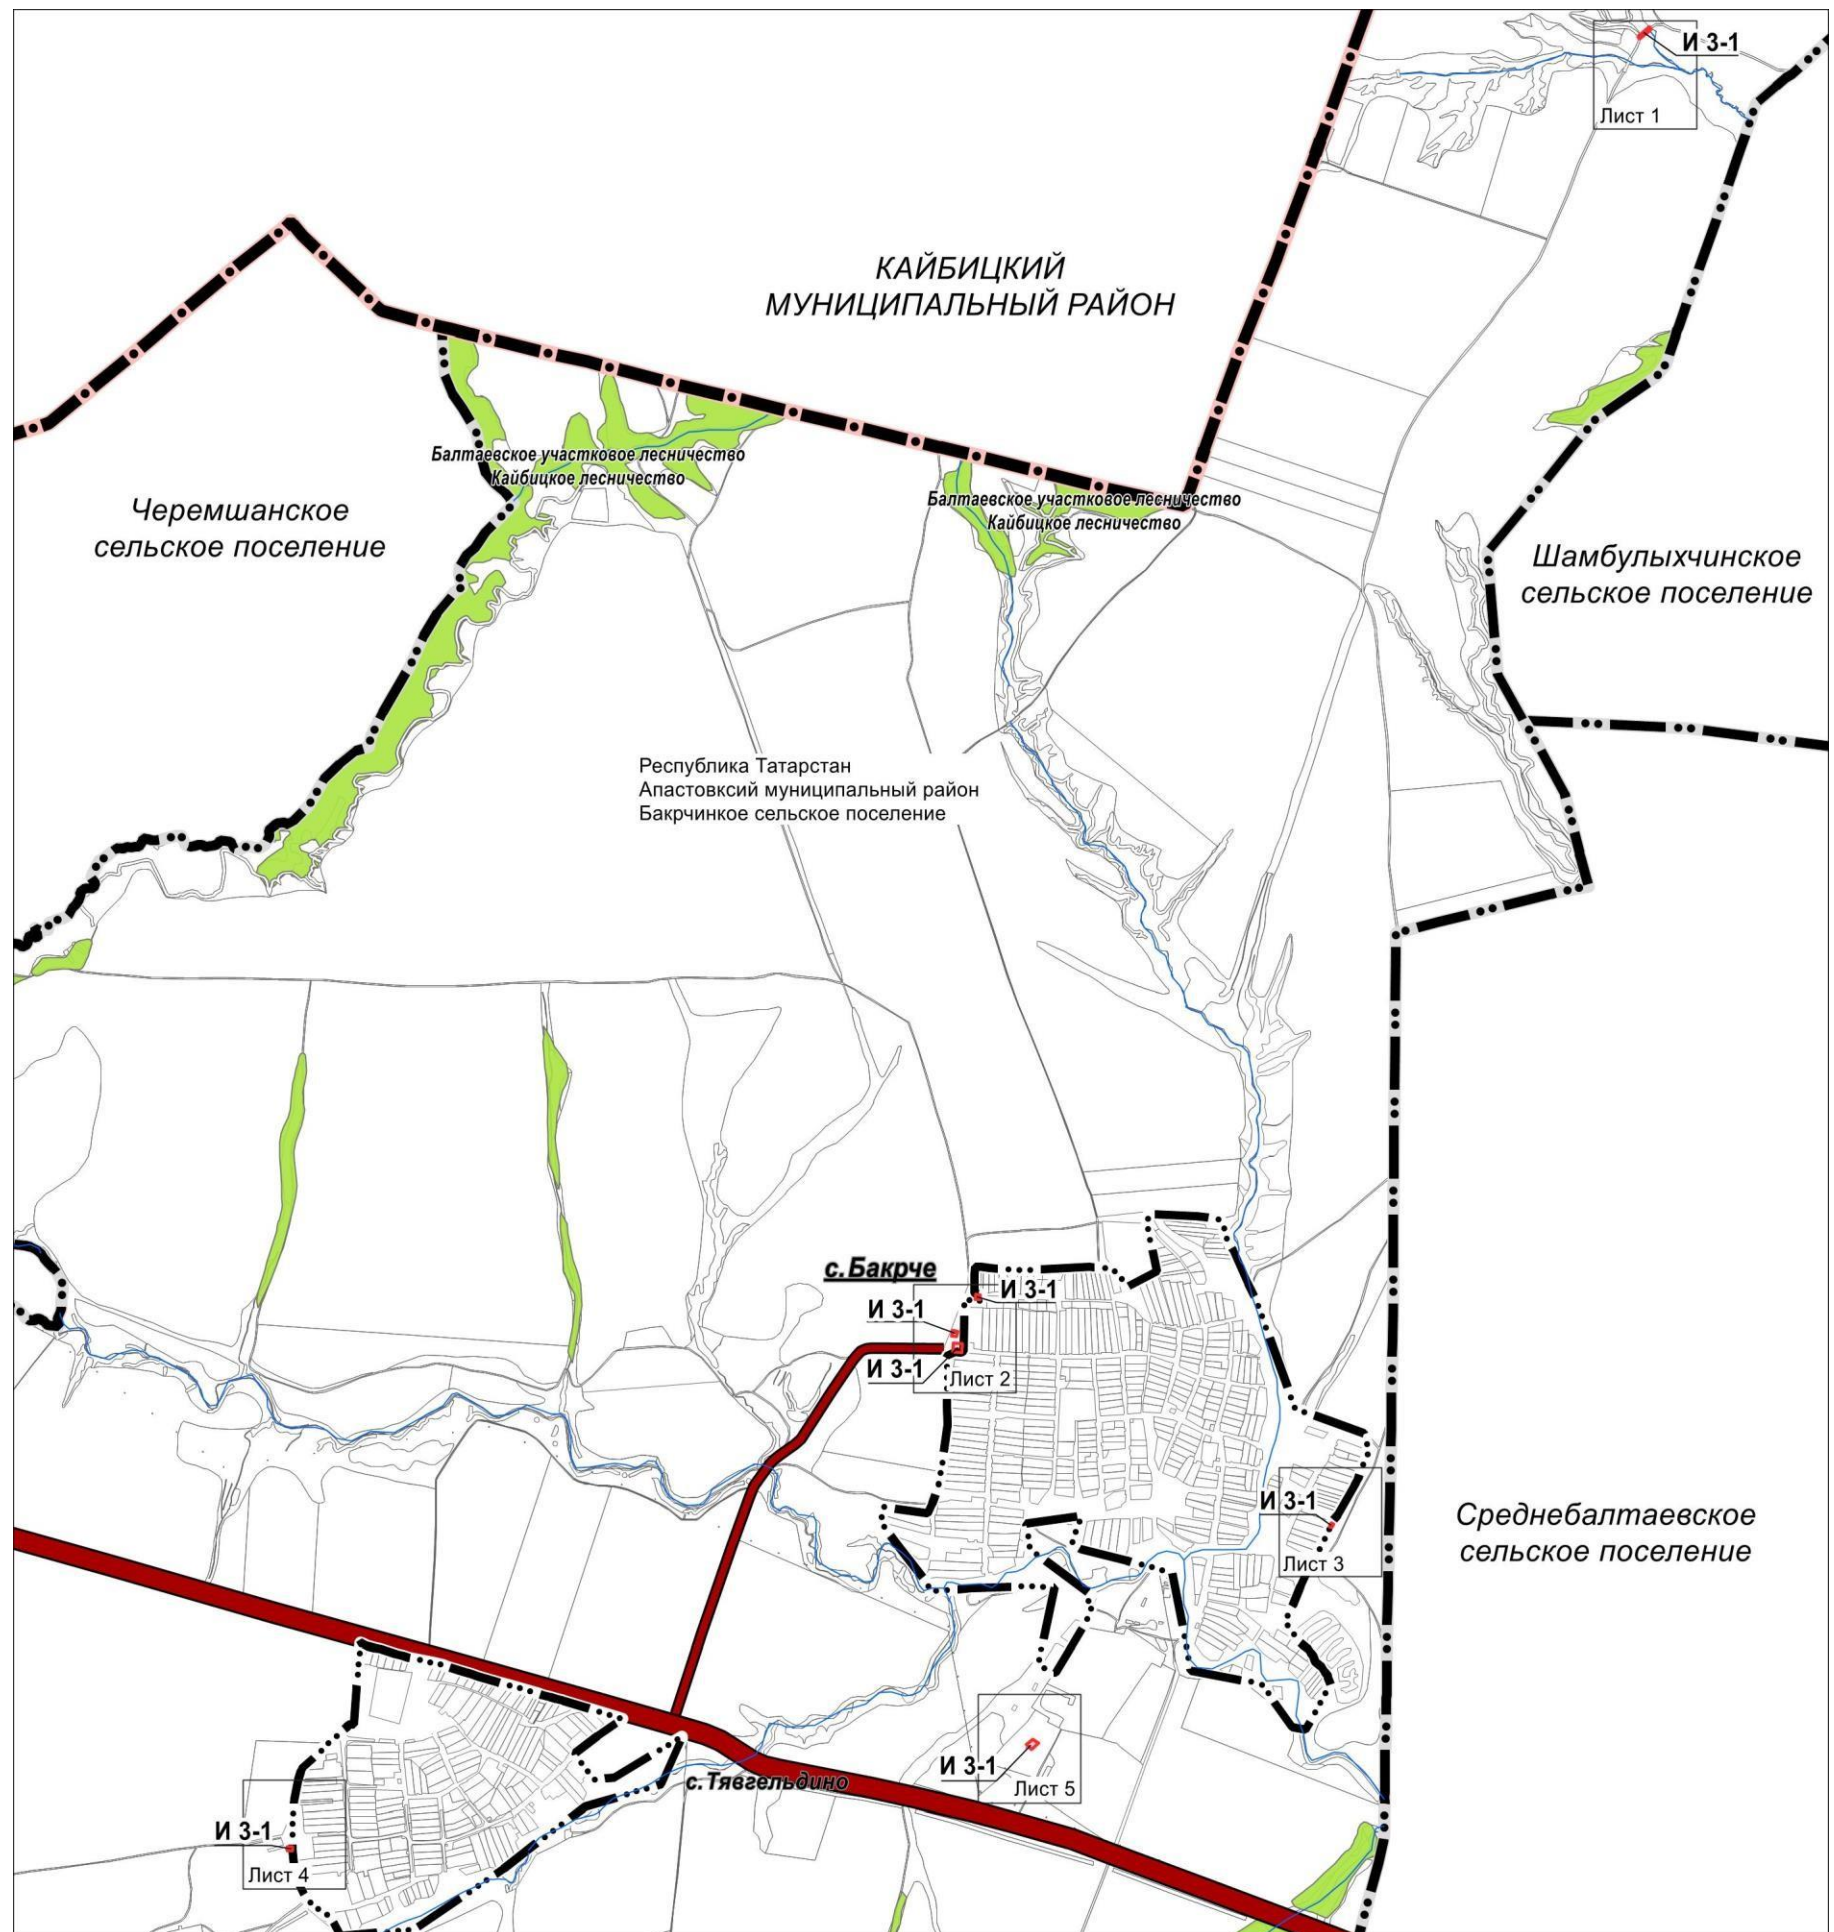 И 3-1
Лист 1
КАЙБИЦКИЙ
МУНИЦИПАЛЬНЫЙ РАЙОН
Балтаевское участковое лесничество
Кайбицкое лесничество
Балтаевское участковое лесничество
Кайбицкое лесничество
Черемшанское
сельское поселение
Шамбулыхчинское
сельское поселение
Республика Татарстан
Апастовксий муниципальный район
Бакрчинкое сельское поселение
с.Бакрче
И 3-1
И 3-1
И 3-1
Лист 2
И 3-1
Лист 3
Среднебалтаевское
сельское поселение
И 3-1
Лист 5
с.Тявгельдино
И 3-1
Лист 4